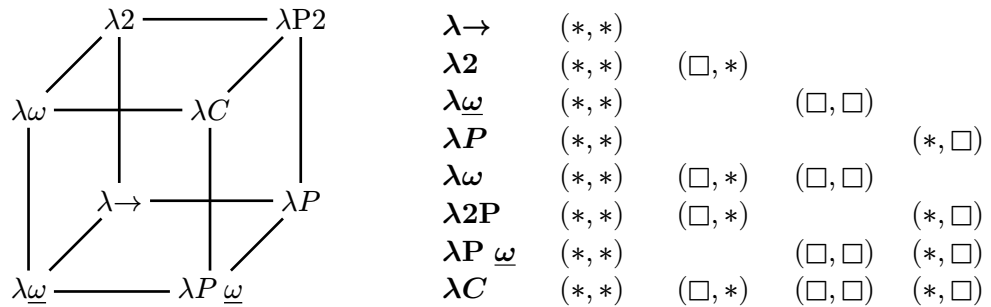 λ2 λP2
λω λC
λ→ λP
λω̲ λP ω̲
λ→ (∗, ∗)
λ2 (∗, ∗) (□, ∗)
λω̲ (∗, ∗) (□, □)
λP (∗, ∗) (∗, □)
λω (∗, ∗) (□, ∗) (□, □)
λ2P (∗, ∗) (□, ∗) (∗, □)
λP ω̲ (∗, ∗) (□, □) (∗, □)
λC (∗, ∗) (□, ∗) (□, □) (∗, □)